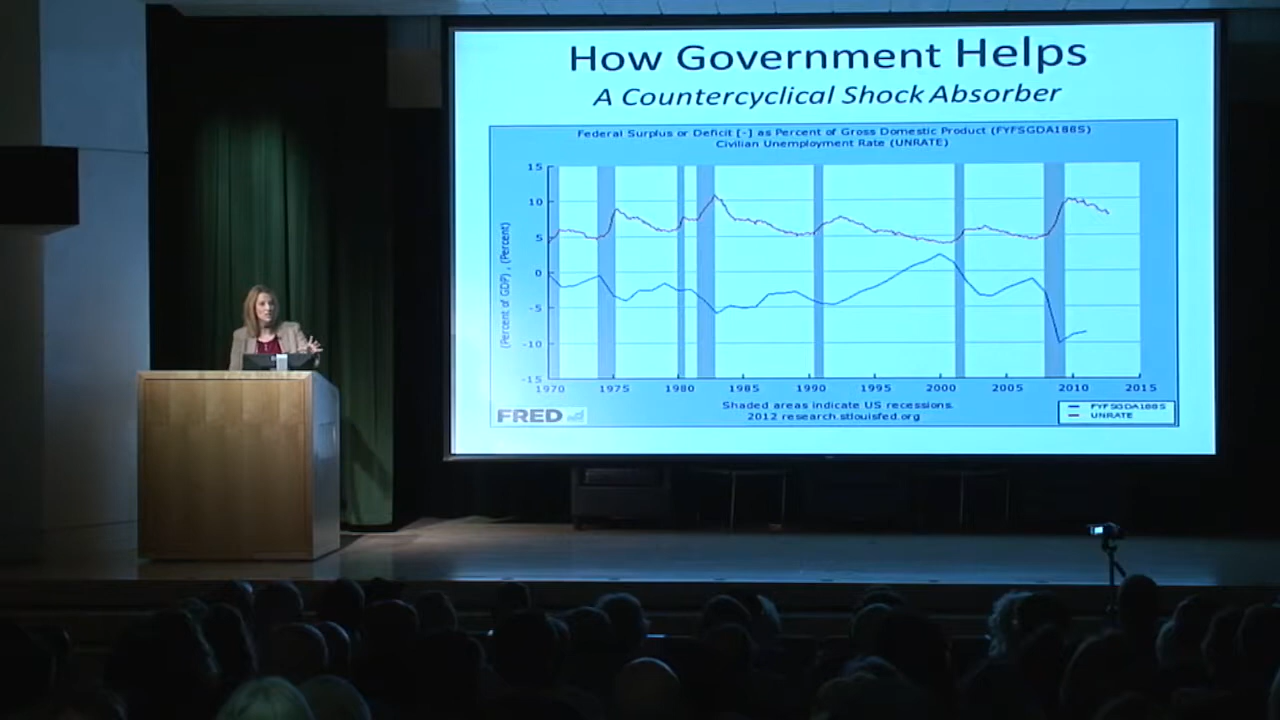 How Government Helps
A Countercyclical Shock Absorber
Federal Surplus or Deficit [-] as Percent of Gross Domestic Product (FYFSGDA188S)
Civilian Unemployment Rate (UNRATE)
15
10
5
0
-5
-10
-15
(Percent of GDP) , (Percent)
1970 1975 1980 1985 1990 1995 2000 2005 2010 2015
Shaded areas indicate US recessions.
2012 research.stlouisfed.org
FRED
FYFSGDA188S
UNRATE